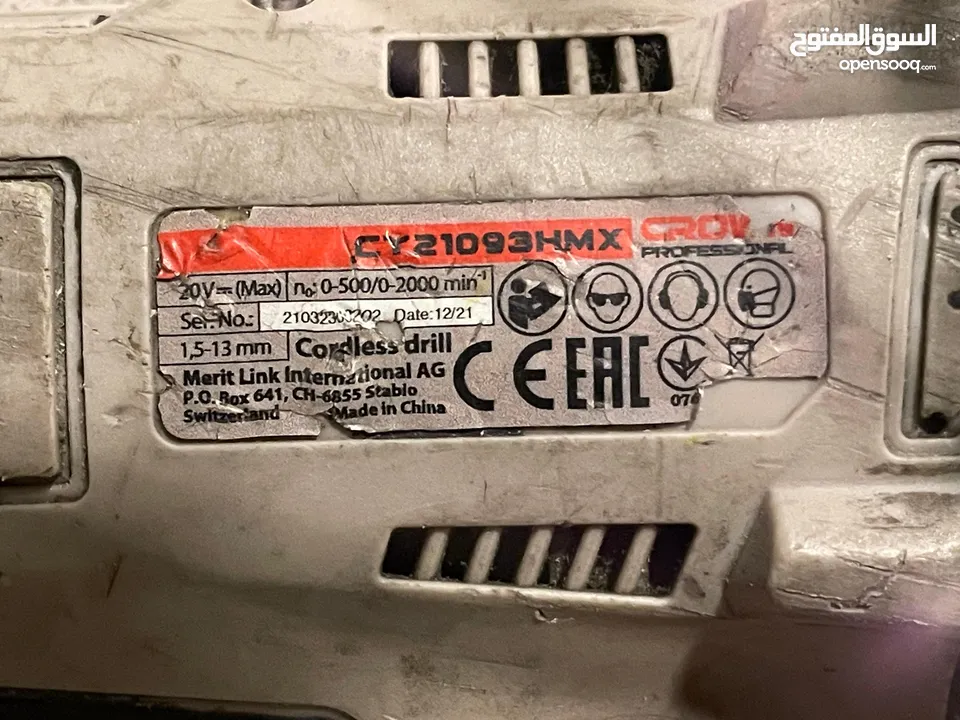 السوق المفتوح
opensooq.com
PROFESSIONAL
20V (Max) n₀: 0-500/0-2000 min⁻¹
Ser. No.: Date:12/21
1,5-13 mm Cordless drill
Merit Link International AG
P.O. Box 641, CH-6855 Stabio
Switzerland Made in China
CE EAC